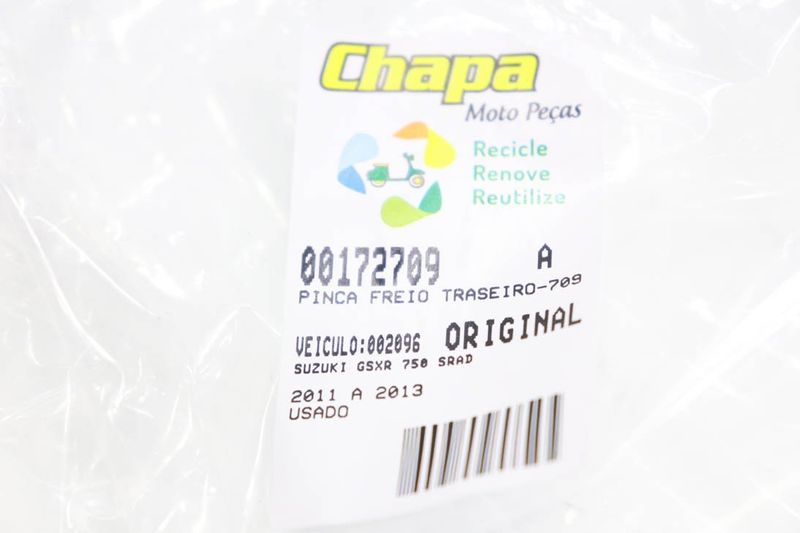 Chapa
Moto Peças
Recicle
Renove
Reutilize
00172709 A
PINCA FREIO TRASEIRO-709
VEICULO:002096 ORIGINAL
SUZUKI GSXR 750 SRAD
2011 A 2013
USADO